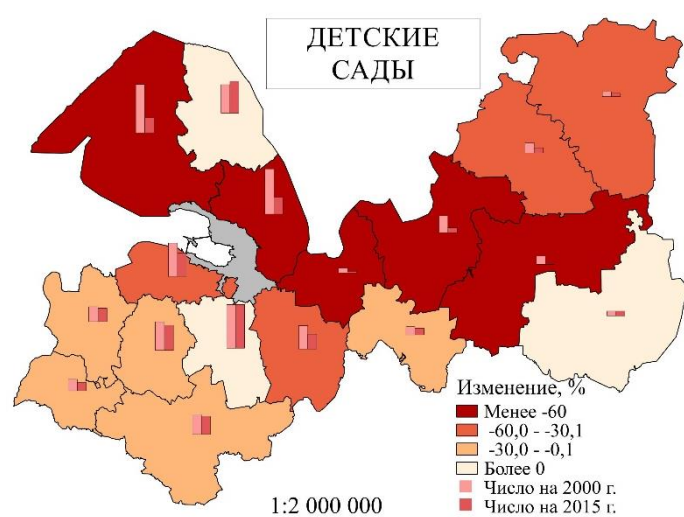 ДЕТСКИЕ
САДЫ
Изменение, %
Менее -60
-60,0 - -30,1
-30,0 - -0,1
Более 0
Число на 2000 г.
Число на 2015 г.
1:2 000 000